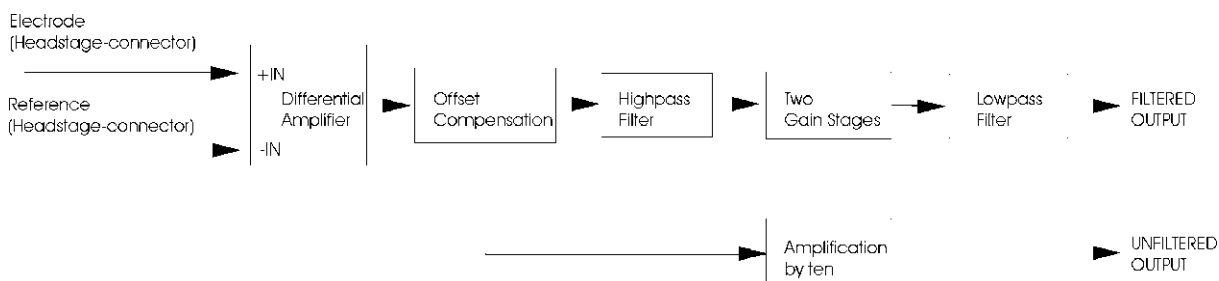 Electrode
(Headstage-connector)
Reference
(Headstage-connector)
+IN
-IN
Differential
Amplifier
Offset
Compensation
Highpass
Filter
Two
Gain Stages
Lowpass
Filter
FILTERED
OUTPUT
Amplification
by ten
UNFILTERED
OUTPUT